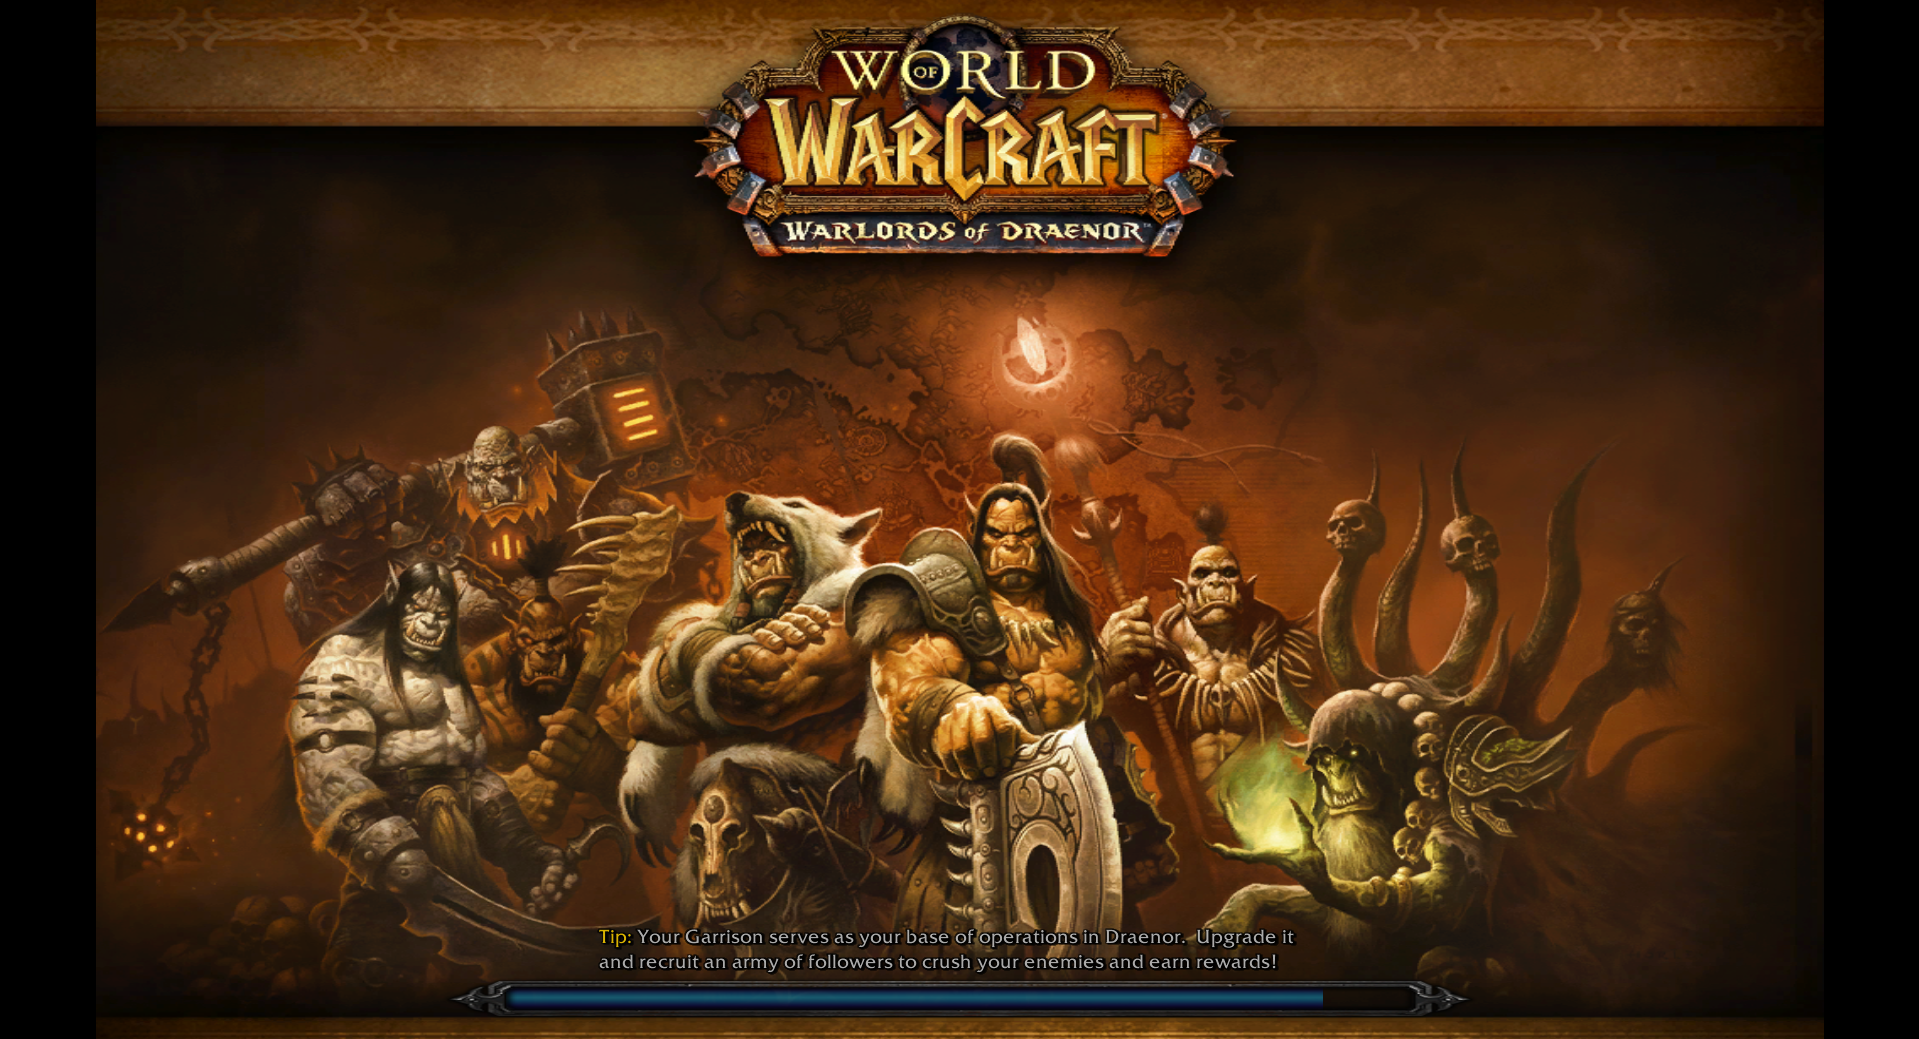 WORLD
OF
WARCRAFT
WARLORDS OF DRAENOR™
Tip: Your Garrison serves as your base of operations in Draenor.  Upgrade it
and recruit an army of followers to crush your enemies and earn rewards!